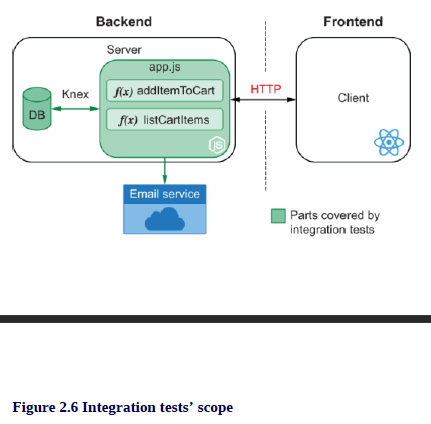 Backend
Frontend
Server
app.js
Knex
f(x) addItemToCart
HTTP
Client
DB
f(x) listCartItems
JS
Email service
Parts covered by
integration tests
Figure 2.6 Integration tests’ scope